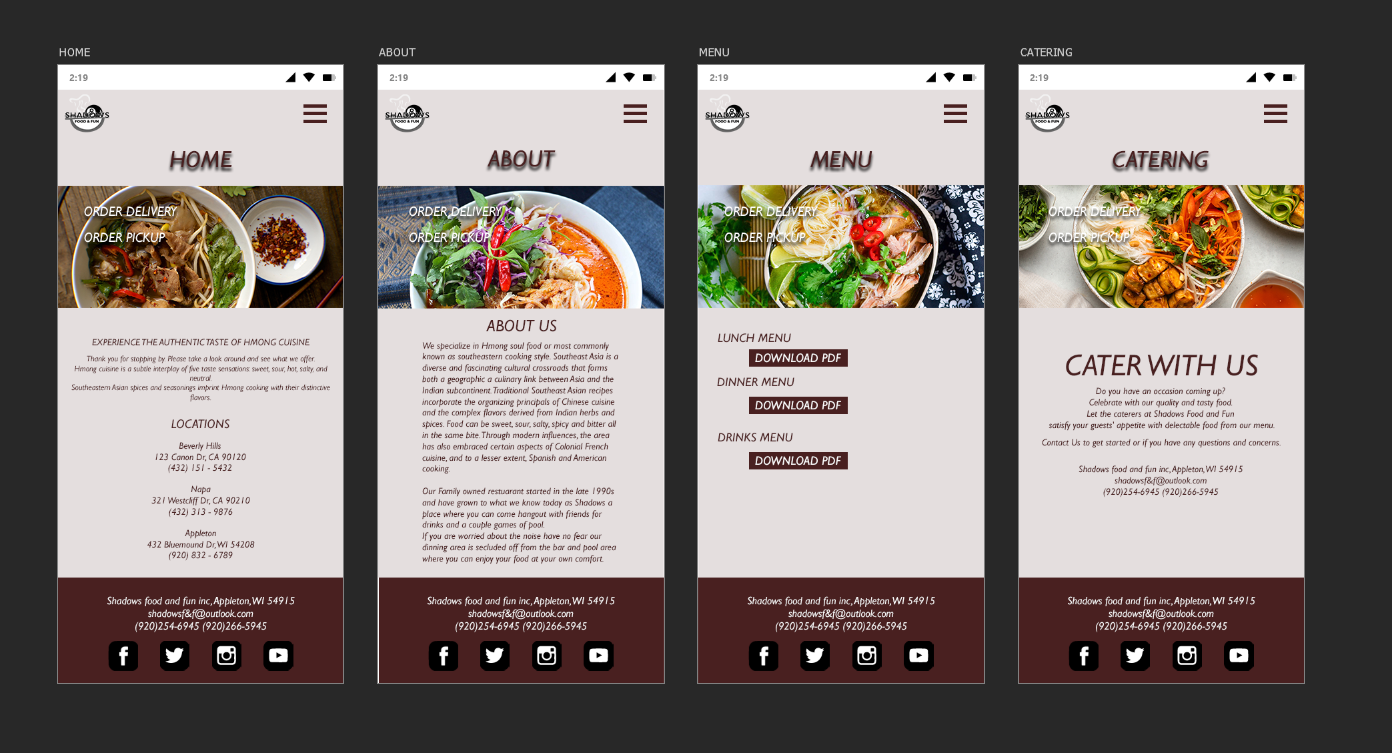 HOME
2:19
SHADOWS
FOOD & FUN
HOME
ORDER DELIVERY
ORDER PICKUP
EXPERIENCE THE AUTHENTIC TASTE OF HMONG CUISINE
Thank you for stopping by. Please take a look around and see what we offer.
Hmong cuisine is a subtle interplay of five taste sensations: sweet, sour, hot, salty, and
neutral.
Southeastern Asian spices and seasonings imprint Hmong cooking with their distinctive
flavors.
LOCATIONS
Beverly Hills
123 Canon Dr, CA 90120
(432) 151 - 5432
Napa
321 Westcliff Dr, CA 90210
(432) 313 - 9876
Appleton
432 Bluemound Dr,WI 54208
(920) 832 - 6789
Shadows food and fun inc,Appleton,WI 54915
shadowsf&f@outlook.com
(920)254-6945 (920)266-5945
ABOUT
2:19
SHADOWS
FOOD & FUN
ABOUT
ORDER DELIVERY
ORDER PICKUP
ABOUT US
We specialize in Hmong soul food or most commonly
known as southeastern cooking style. Southeast Asia is a
diverse and fascinating cultural crossroads that forms
both a geographic a culinary link between Asia and the
Indian subcontinent.Traditional Southeast Asian recipes
incorporate the organizing principals of Chinese cuisine
and the complex flavors derived from Indian herbs and
spices. Food can be sweet, sour, salty, spicy and bitter all
in the same bite.Through modern influences, the area
has also embraced certain aspects of Colonial French
cuisine, and to a lesser extent, Spanish and American
cooking.
Our Family owned restuarant started in the late 1990s
and have grown to what we know today as Shadows a
place where you can come hangout with friends for
drinks and a couple games of pool.
If you are worried about the noise have no fear our
dinning area is secluded off from the bar and pool area
where you can enjoy your food at your own comfort.
Shadows food and fun inc,Appleton,WI 54915
shadowsf&f@outlook.com
(920)254-6945 (920)266-5945
MENU
2:19
SHADOWS
FOOD & FUN
MENU
ORDER DELIVERY
ORDER PICKUP
LUNCH MENU
DOWNLOAD PDF
DINNER MENU
DOWNLOAD PDF
DRINKS MENU
DOWNLOAD PDF
Shadows food and fun inc,Appleton,WI 54915
shadowsf&f@outlook.com
(920)254-6945 (920)266-5945
CATERING
2:19
SHADOWS
FOOD & FUN
CATERING
ORDER DELIVERY
ORDER PICKUP
CATER WITH US
Do you have an occasion coming up?
Celebrate with our quality and tasty food.
Let the caterers at Shadows Food and Fun
satisfy your guests' appetite with delectable food from our menu.
Contact Us to get started or if you have any questions and concerns.
Shadows food and fun inc,Appleton,WI 54915
shadowsf&f@outlook.com
(920)254-6945 (920)266-5945
Shadows food and fun inc,Appleton,WI 54915
shadowsf&f@outlook.com
(920)254-6945 (920)266-5945